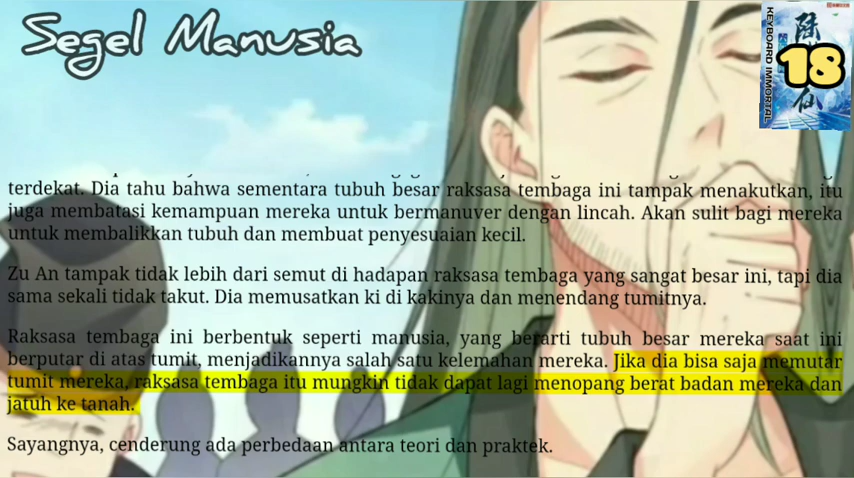 Segel Manusia
KEYBOARD IMMORTAL
18
terdekat. Dia tahu bahwa sementara tubuh besar raksasa tembaga ini tampak menakutkan, itu
juga membatasi kemampuan mereka untuk bermanuver dengan lincah. Akan sulit bagi mereka
untuk membalikkan tubuh dan membuat penyesuaian kecil.
Zu An tampak tidak lebih dari semut di hadapan raksasa tembaga yang sangat besar ini, tapi dia
sama sekali tidak takut. Dia memusatkan ki di kakinya dan menendang tumitnya.
Raksasa tembaga ini berbentuk seperti manusia, yang berarti tubuh besar mereka saat ini
berputar di atas tumit, menjadikannya salah satu kelemahan mereka. Jika dia bisa saja memutar
tumit mereka, raksasa tembaga itu mungkin tidak dapat lagi menopang berat badan mereka dan
jatuh ke tanah.
Sayangnya, cenderung ada perbedaan antara teori dan praktek.